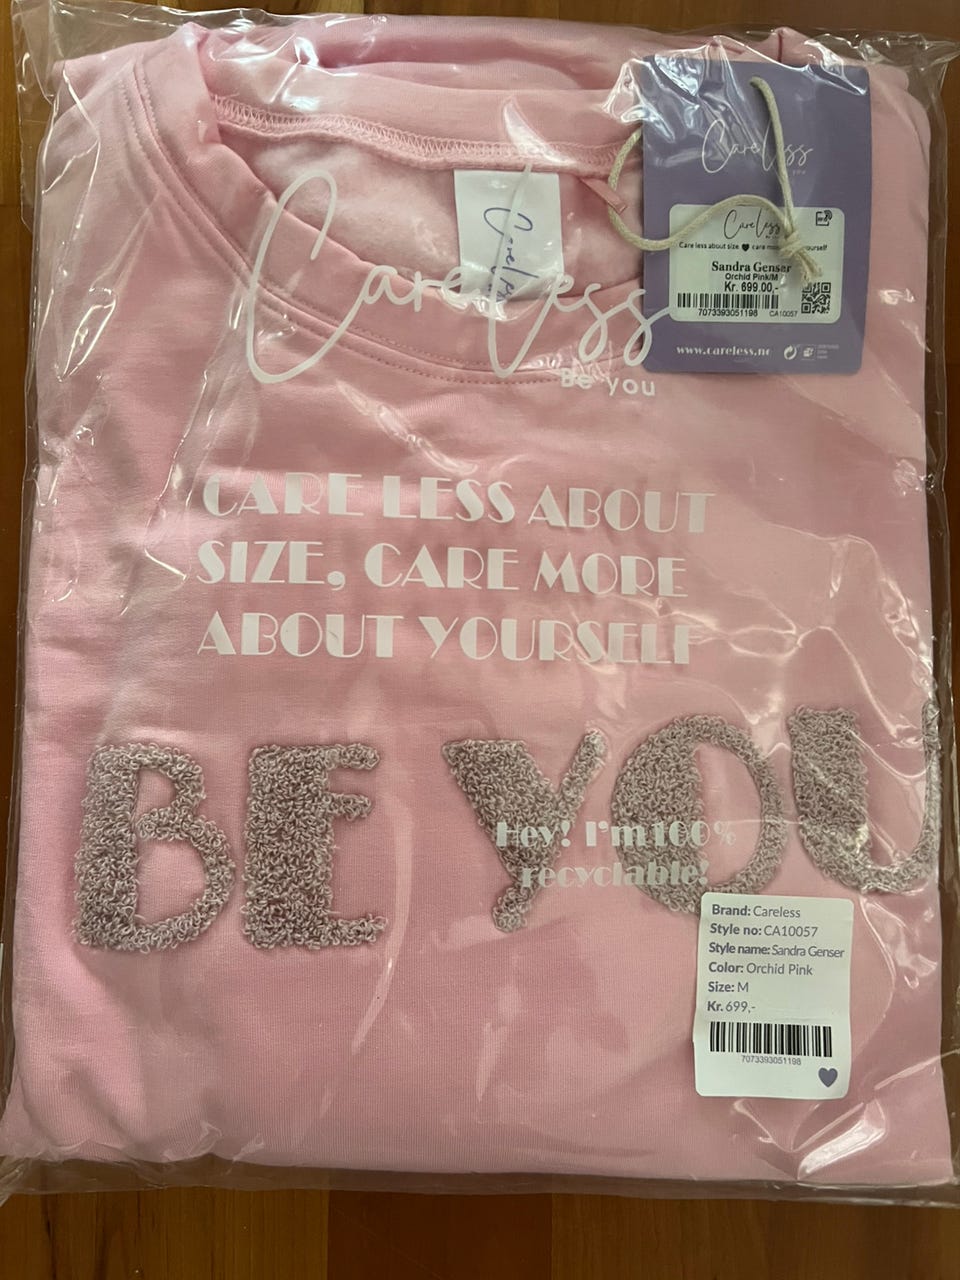 CareLess
Be you
CareLess
CareLess
Care less about size care more yourself
Sandra Genser
Orchid Pink/M
Kr. 699.00,-
7073393051198 CA10057
www.careless.no
CareLess
CARE LESS ABOUT
SIZE, CARE MORE
ABOUT YOURSELF
BE YOU
Hey! I'm 100%
recyclable!
Brand: Careless
Style no: CA10057
Style name: Sandra Genser
Color: Orchid Pink
Size: M
Kr. 699,-
7073393051198